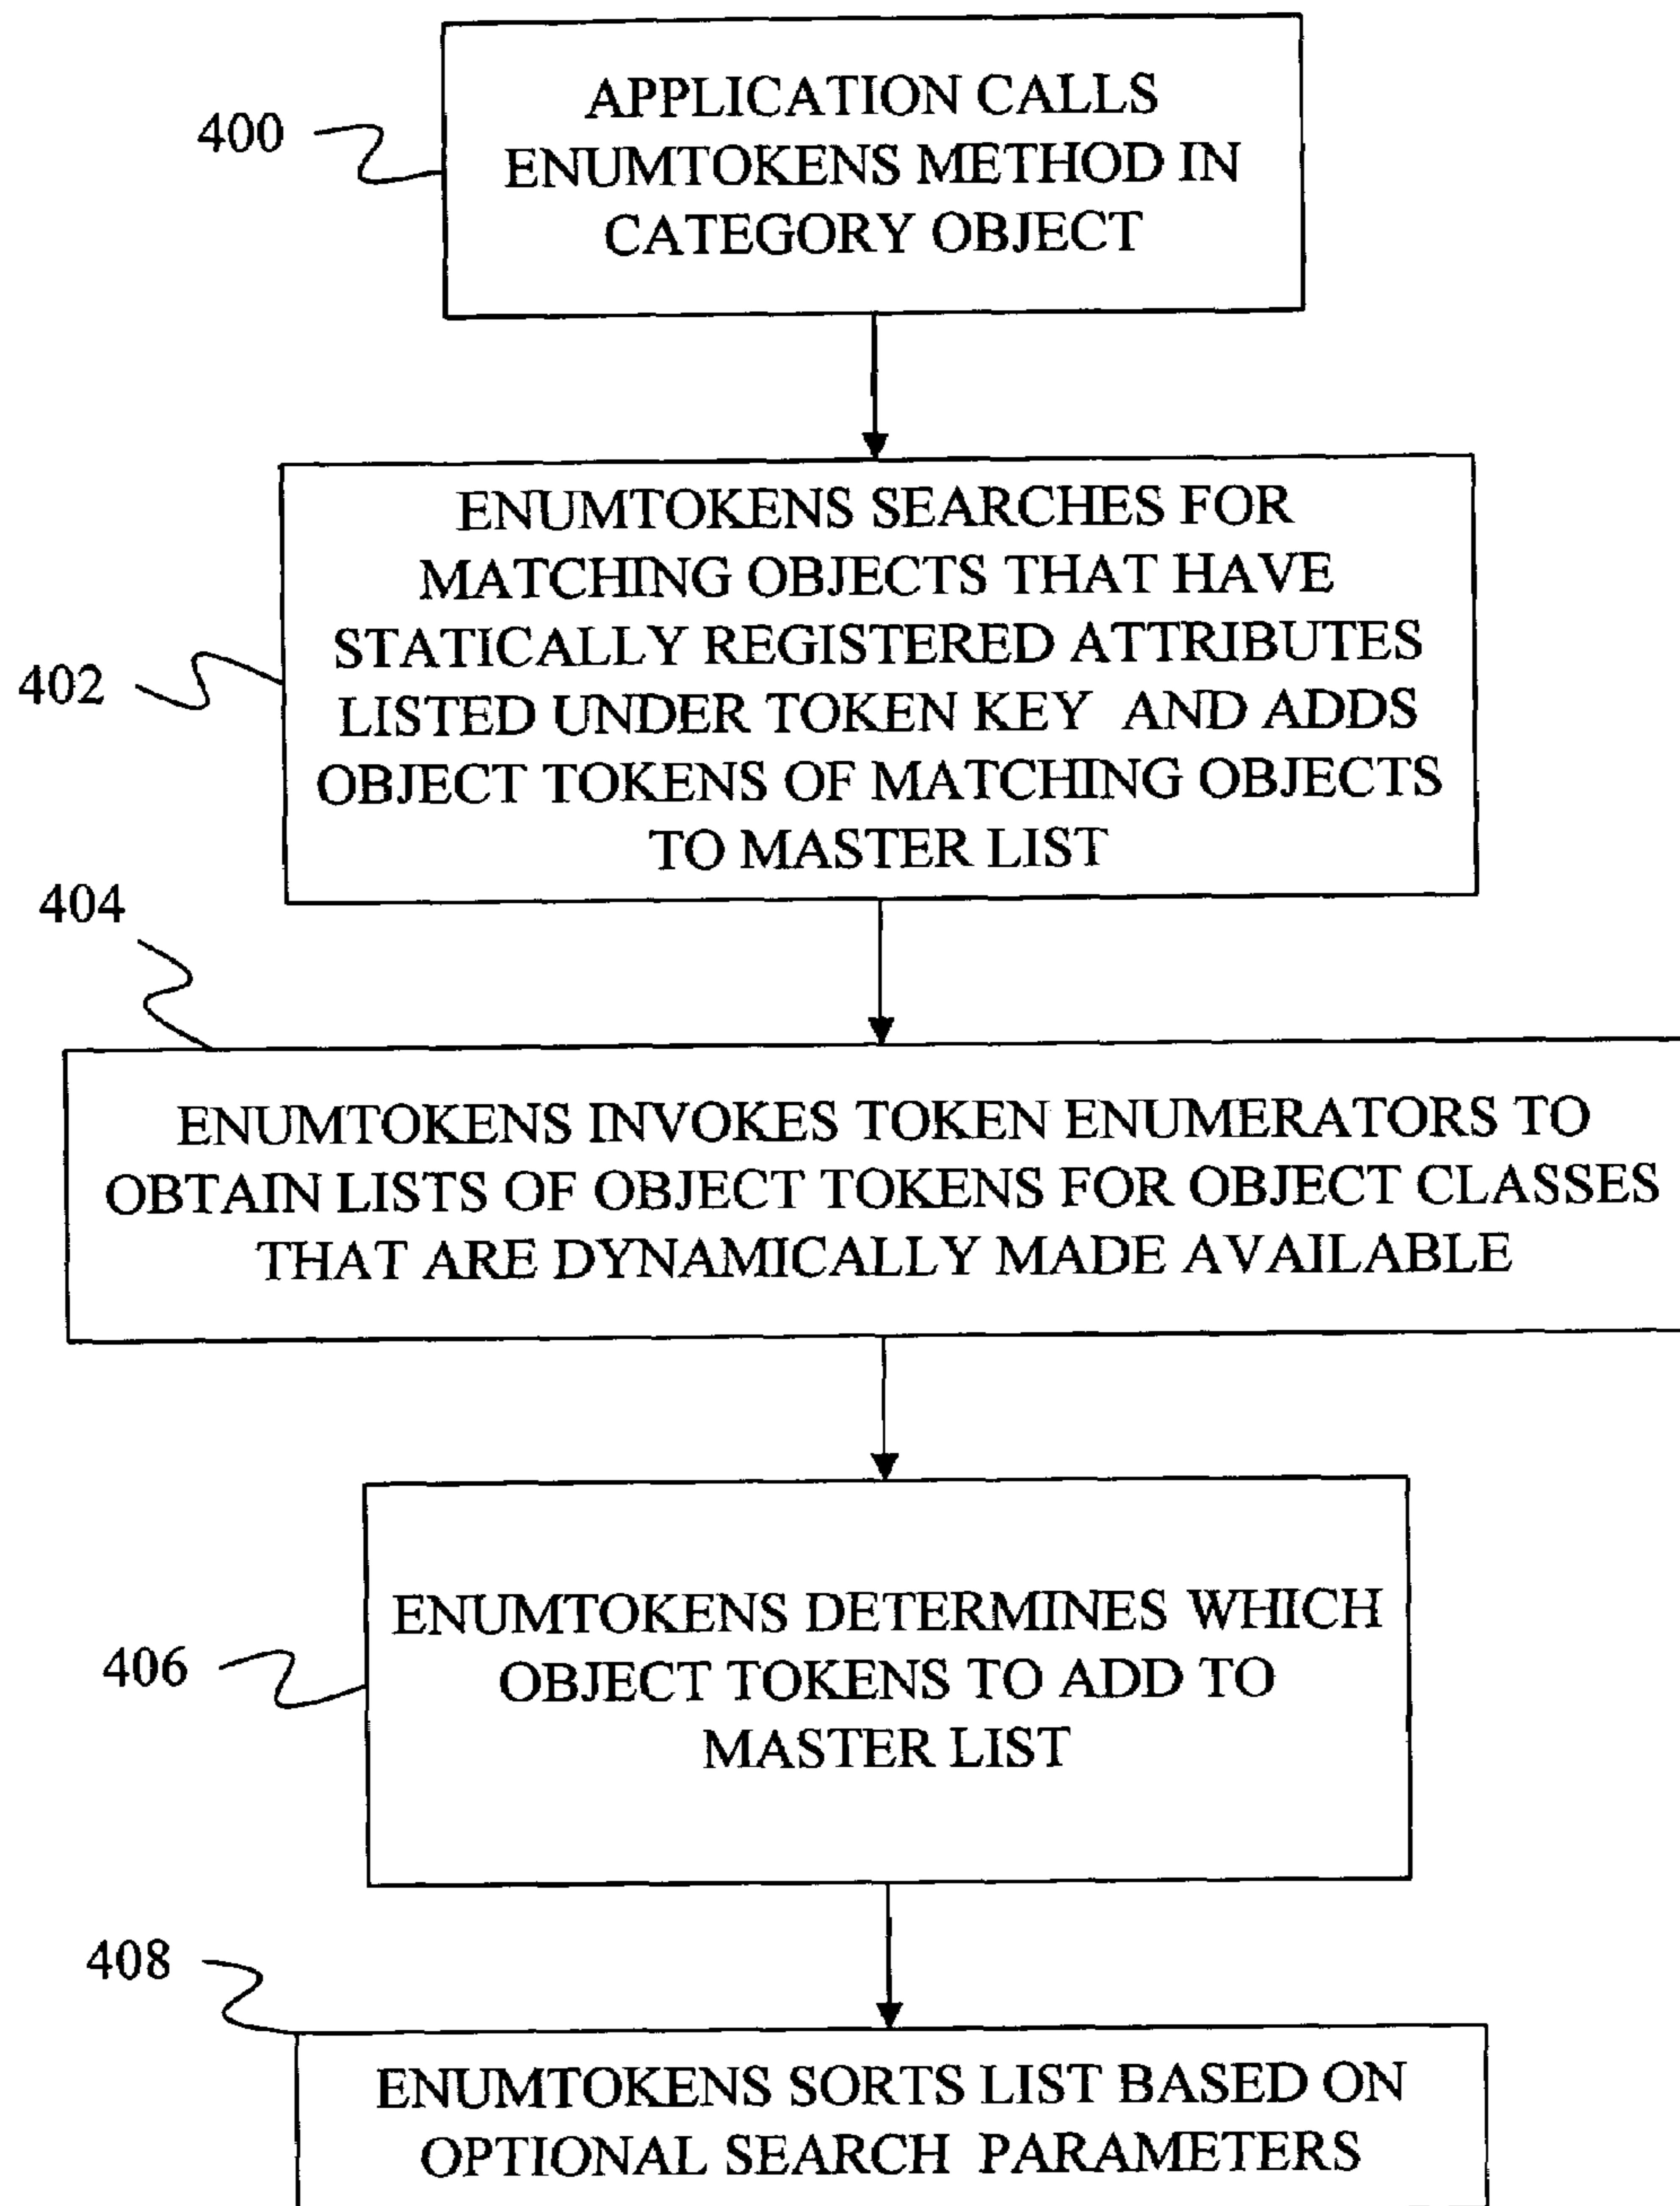 400
APPLICATION CALLS
ENUMTOKENS METHOD IN
CATEGORY OBJECT
402
ENUMTOKENS SEARCHES FOR
MATCHING OBJECTS THAT HAVE
STATICALLY REGISTERED ATTRIBUTES
LISTED UNDER TOKEN KEY AND ADDS
OBJECT TOKENS OF MATCHING OBJECTS
TO MASTER LIST
404
ENUMTOKENS INVOKES TOKEN ENUMERATORS TO
OBTAIN LISTS OF OBJECT TOKENS FOR OBJECT CLASSES
THAT ARE DYNAMICALLY MADE AVAILABLE
406
ENUMTOKENS DETERMINES WHICH
OBJECT TOKENS TO ADD TO
MASTER LIST
408
ENUMTOKENS SORTS LIST BASED ON
OPTIONAL SEARCH PARAMETERS